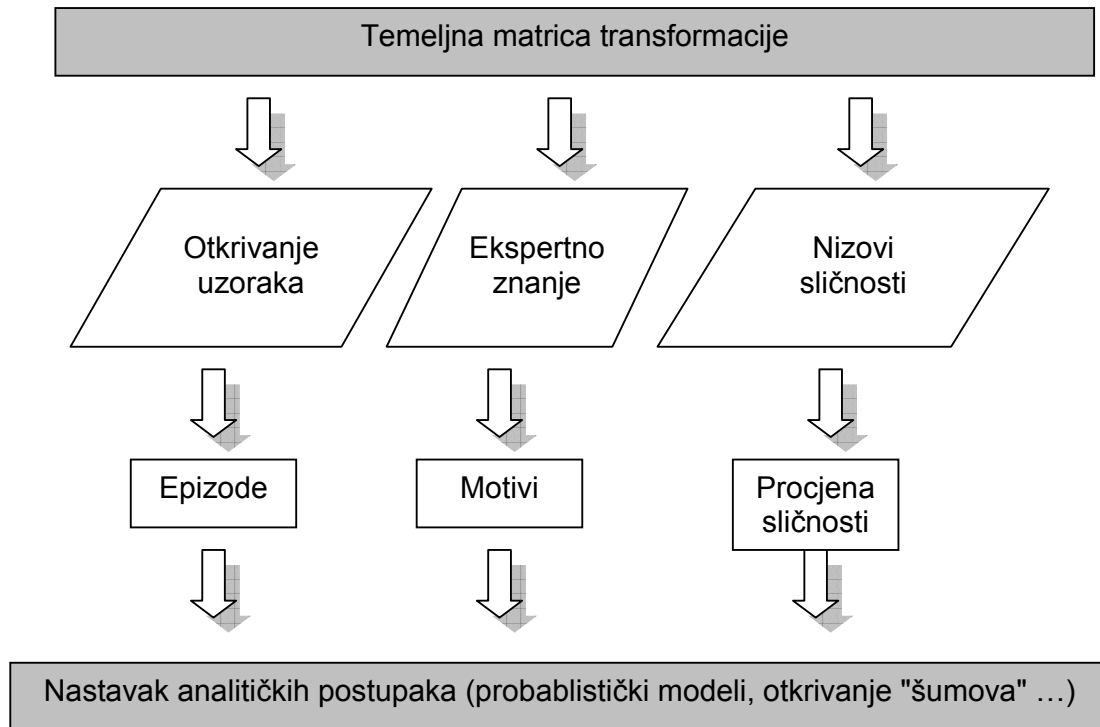 Temeljna matrica transformacije
Otkrivanje
uzoraka
Ekspertno
znanje
Nizovi
sličnosti
Epizode
Motivi
Procjena
sličnosti
Nastavak analitičkih postupaka (probablistički modeli, otkrivanje "šumova" …)